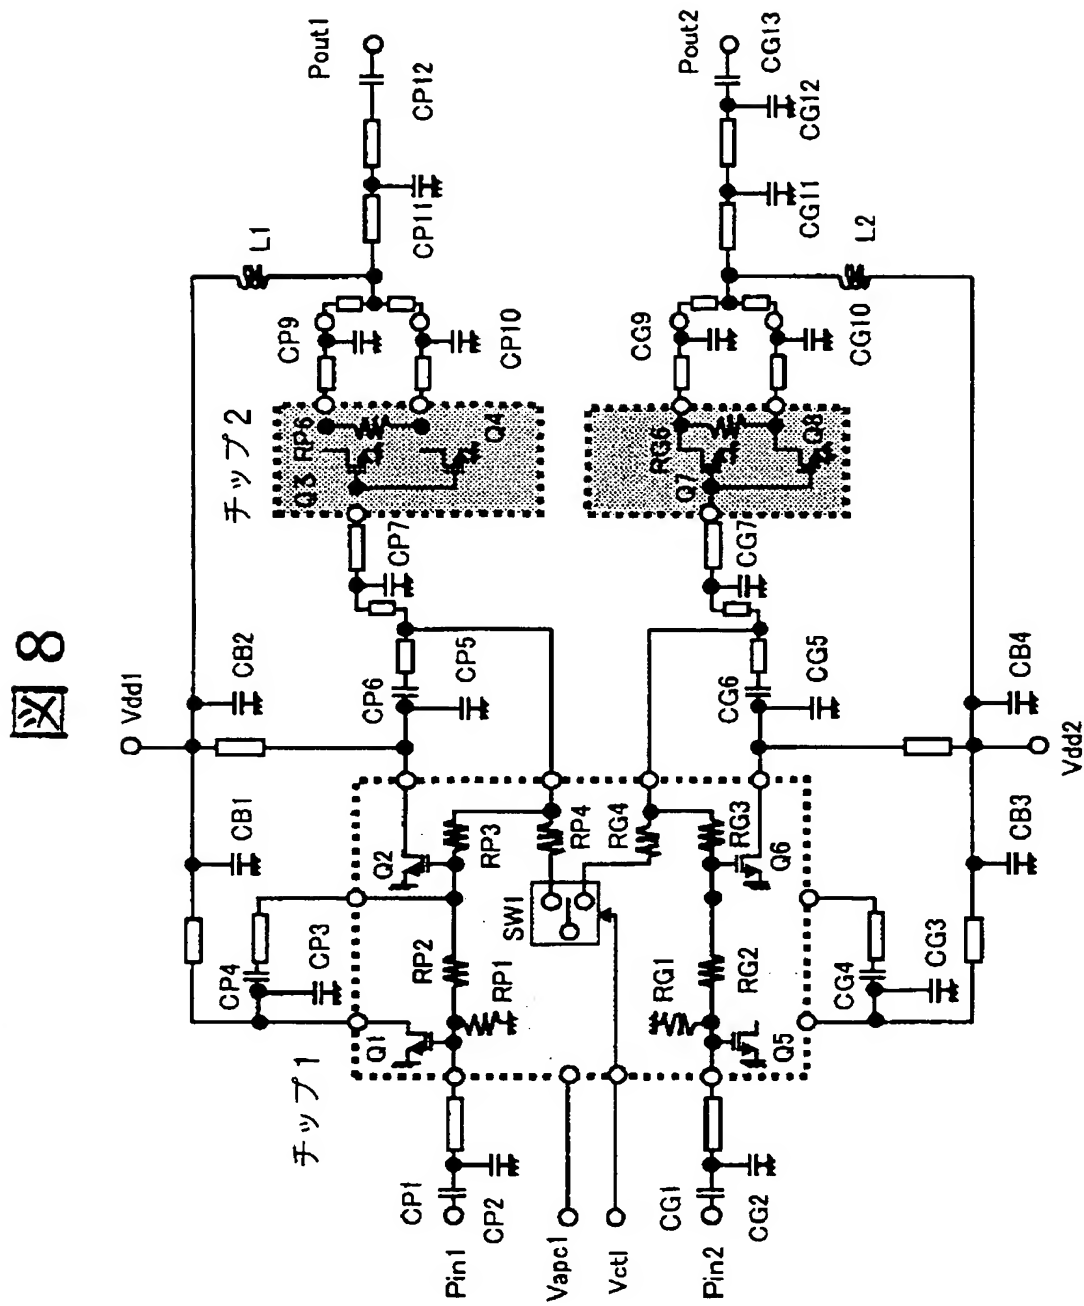 図 8
Vdd1
CB1
CB2
L1
Pout1
CP12
CP11
CP9
CP10
チップ 2
Q3
RP6
Q4
CP7
CP6
CP5
CP4
CP3
チップ 1
Q1
Q2
RP3
RP2
RP1
RP4
SW1
RG4
RG3
RG1
RG2
Q5
Q6
CP1
CP2
Pin1
Vapc1
Vctl
Pin2
CG1
CG2
CG4
CG3
CG6
CG5
CG7
Q7
RG6
Q8
CG9
CG10
CG11
CG12
CG13
Pout2
L2
CB3
CB4
Vdd2